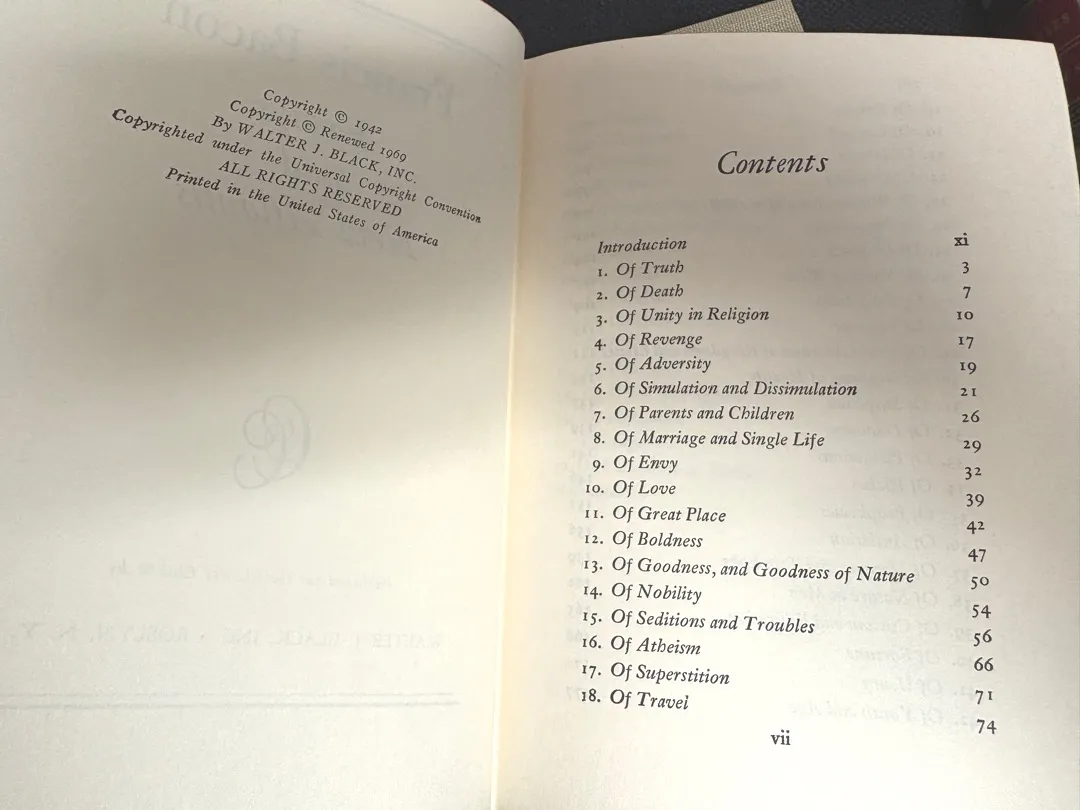 Copyright © 1942
Copyright © Renewed 1969
By WALTER J. BLACK, INC.
Copyrighted under the Universal Copyright Convention
ALL RIGHTS RESERVED
Printed in the United States of America
Contents
Introduction xi
1. Of Truth 3
2. Of Death 7
3. Of Unity in Religion 10
4. Of Revenge 17
5. Of Adversity 19
6. Of Simulation and Dissimulation 21
7. Of Parents and Children 26
8. Of Marriage and Single Life 29
9. Of Envy 32
10. Of Love 39
11. Of Great Place 42
12. Of Boldness 47
13. Of Goodness, and Goodness of Nature 50
14. Of Nobility 54
15. Of Seditions and Troubles 56
16. Of Atheism 66
17. Of Superstition 71
18. Of Travel 74
vii